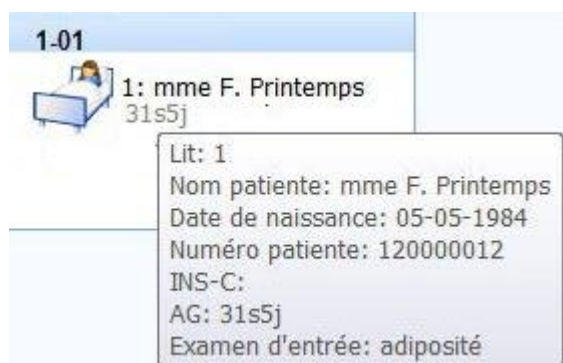 1-01
1: mme F. Printemps
31s5j
Lit: 1
Nom patiente: mme F. Printemps
Date de naissance: 05-05-1984
Numéro patiente: 120000012
INS-C:
AG: 31s5j
Examen d'entrée: adiposité